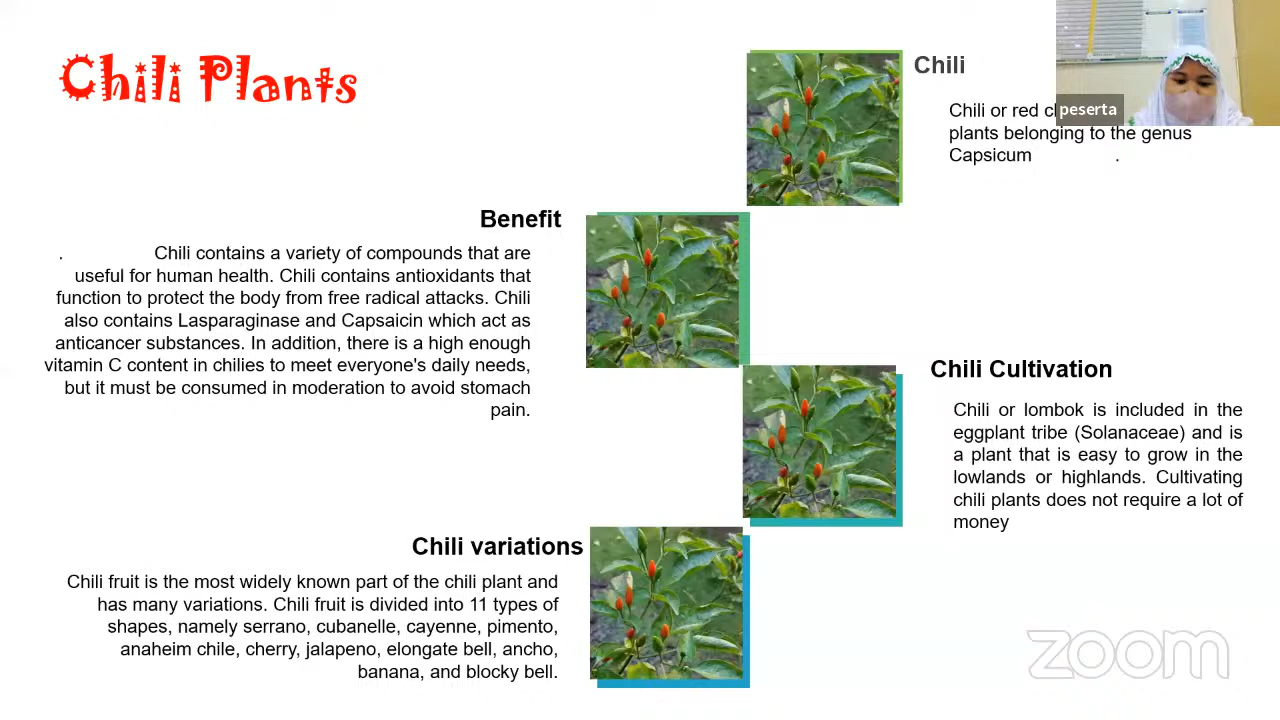 Chili Plants
Chili
Chili or red
plants belonging to the genus
Capsicum .
peserta
Benefit
. Chili contains a variety of compounds that are
useful for human health. Chili contains antioxidants that
function to protect the body from free radical attacks. Chili
also contains Lasparaginase and Capsaicin which act as
anticancer substances. In addition, there is a high enough
vitamin C content in chilies to meet everyone's daily needs,
but it must be consumed in moderation to avoid stomach
pain.
Chili Cultivation
Chili or lombok is included in the
eggplant tribe (Solanaceae) and is
a plant that is easy to grow in the
lowlands or highlands. Cultivating
chili plants does not require a lot of
money
Chili variations
Chili fruit is the most widely known part of the chili plant and
has many variations. Chili fruit is divided into 11 types of
shapes, namely serrano, cubanelle, cayenne, pimento,
anaheim chile, cherry, jalapeno, elongate bell, ancho,
banana, and blocky bell.
zoom